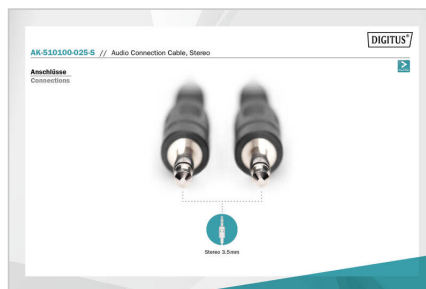 DIGITUS®
AK-510100-025-S // Audio Connection Cable, Stereo
Anschlüsse
Connections
Stereo 3.5mm